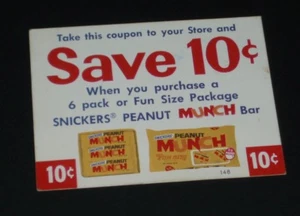 Take this coupon to your Store and
Save 10¢
When you purchase a
6 pack or Fun Size Package
SNICKERS® PEANUT MUNCH Bar
PEANUT
MUNCH
PEANUT
MUNCH
10¢
10¢
148